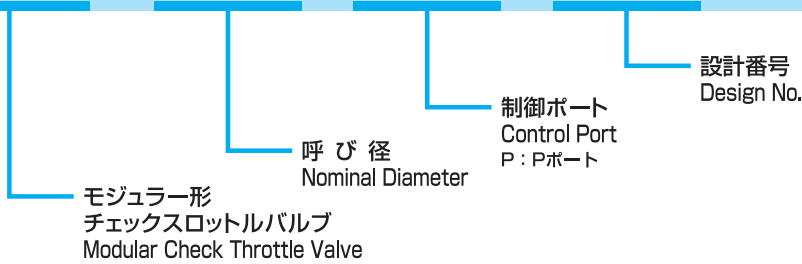 設計番号
Design No.
制御ポート
Control Port
P：Pポート
呼 び 径
Nominal Diameter
モジュラー形
チェックスロットルバルブ
Modular Check Throttle Valve